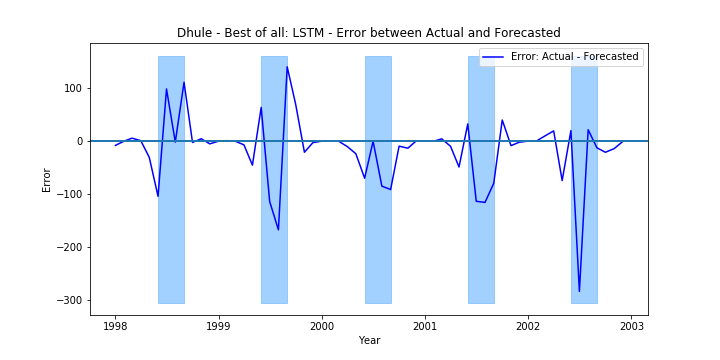 Dhule - Best of all: LSTM - Error between Actual and Forecasted
Error: Actual - Forecasted
Error
100
0
−100
−200
−300
1998 1999 2000 2001 2002 2003
Year